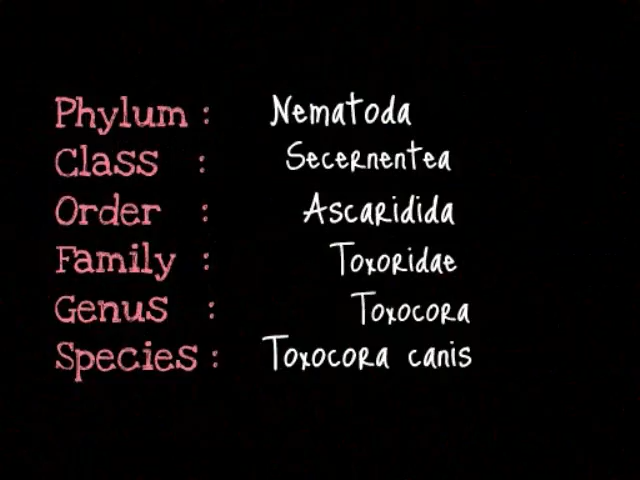 Phylum : Nematoda
Class : Secernentea
Order : Ascaridida
Family : Toxoridae
Genus : Toxocora
Species : Toxocora canis